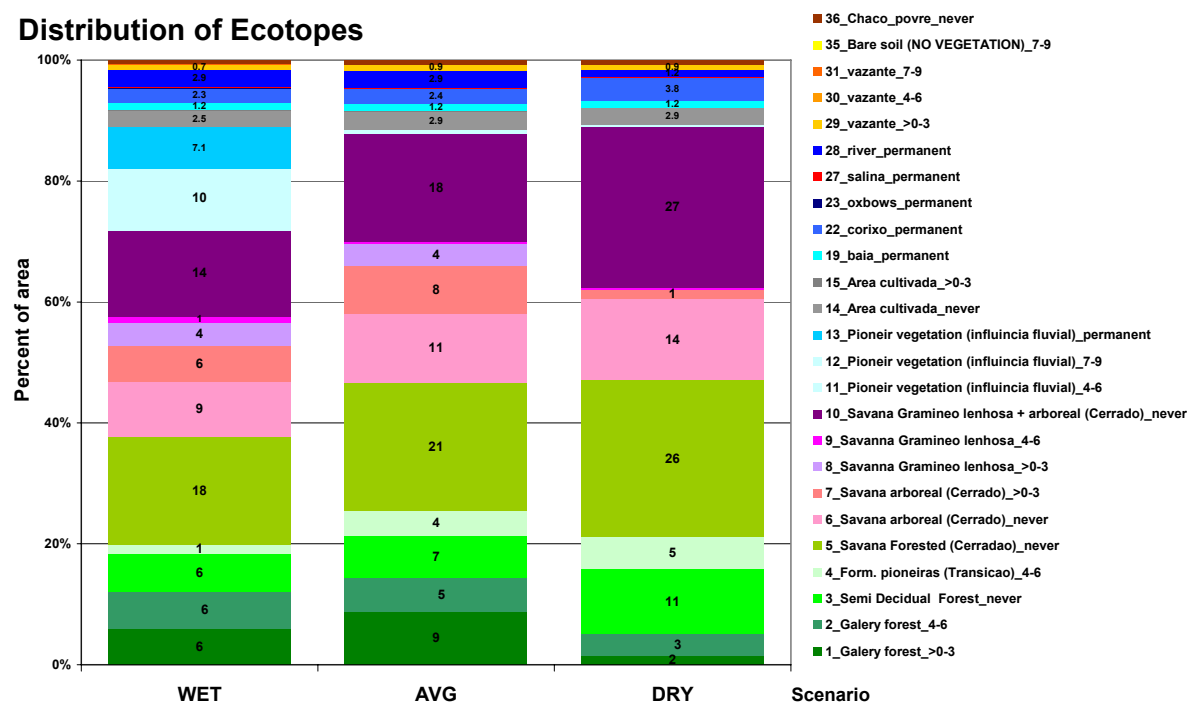 Distribution of Ecotopes
Percent of area
100%
80%
60%
40%
20%
0%
0.7
2.9
2.3
1.2
2.5
7.1
10
14
1
4
6
9
18
1
6
6
6
0.9
2.9
2.4
1.2
2.9
18
4
8
11
21
4
7
5
9
0.9
1.2
3.8
1.2
2.9
27
1
14
26
5
11
3
2
WET
AVG
DRY
Scenario
36_Chaco_povre_never
35_Bare soil (NO VEGETATION)_7-9
31_vazante_7-9
30_vazante_4-6
29_vazante_>0-3
28_river_permanent
27_salina_permanent
23_oxbows_permanent
22_corixo_permanent
19_baia_permanent
15_Area cultivada_>0-3
14_Area cultivada_never
13_Pioneir vegetation (influincia fluvial)_permanent
12_Pioneir vegetation (influincia fluvial)_7-9
11_Pioneir vegetation (influincia fluvial)_4-6
10_Savana Gramineo lenhosa + arboreal (Cerrado)_never
9_Savanna Gramineo lenhosa_4-6
8_Savanna Gramineo lenhosa_>0-3
7_Savana arboreal (Cerrado)_>0-3
6_Savana arboreal (Cerrado)_never
5_Savana Forested (Cerradao)_never
4_Form. pioneiras (Transicao)_4-6
3_Semi Decidual Forest_never
2_Galery forest_4-6
1_Galery forest_>0-3